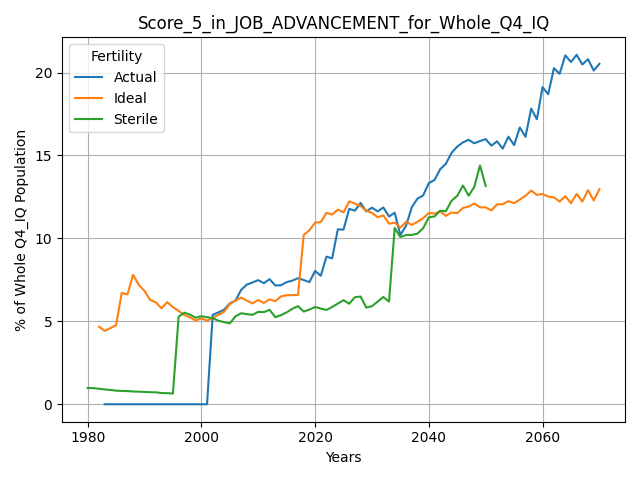 Score_5_in_JOB_ADVANCEMENT_for_Whole_Q4_IQ
Fertility
Actual
Ideal
Sterile
% of Whole Q4_IQ Population
20
15
10
5
0
1980
2000
2020
2040
2060
Years